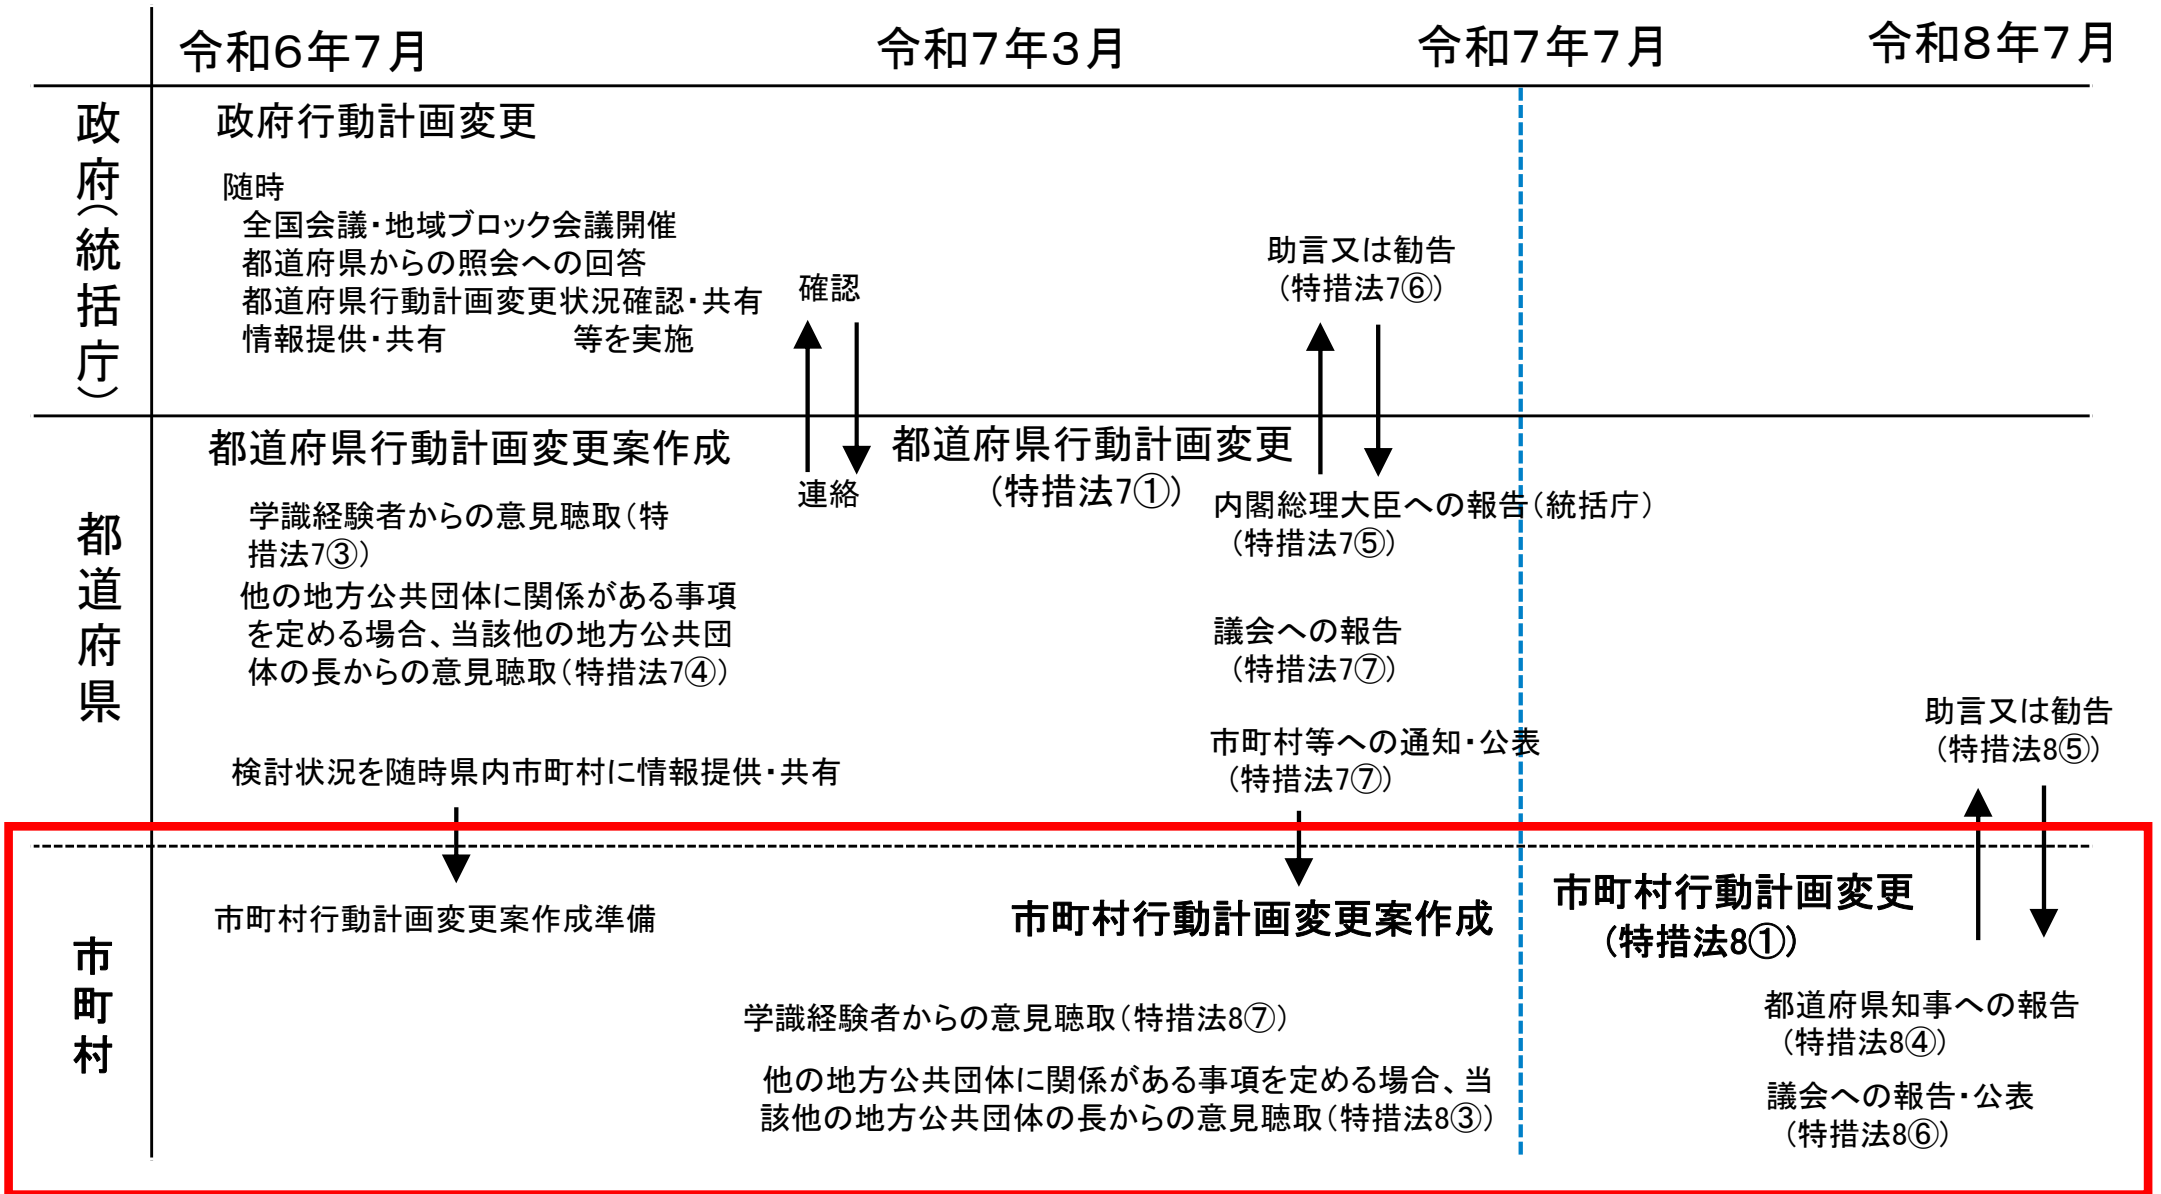 令和６年７月
令和７年３月
令和７年７月
令和８年７月
政府（統括庁）
政府行動計画変更
随時
全国会議・地域ブロック会議開催
都道府県からの照会への回答
都道府県行動計画変更状況確認・共有
情報提供・共有　　　　等を実施
確認
助言又は勧告
（特措法7⑥）
都道府県
都道府県行動計画変更案作成
連絡
都道府県行動計画変更
（特措法7①）
学識経験者からの意見聴取（特
措法7③）
他の地方公共団体に関係がある事項
を定める場合、当該他の地方公共団
体の長からの意見聴取（特措法7④）
検討状況を随時県内市町村に情報提供・共有
内閣総理大臣への報告（統括庁）
（特措法7⑤）
議会への報告
（特措法7⑦）
市町村等への通知・公表
（特措法7⑦）
助言又は勧告
（特措法8⑤）
市町村
市町村行動計画変更案作成準備
市町村行動計画変更案作成
市町村行動計画変更
（特措法8①）
学識経験者からの意見聴取（特措法8⑦）
他の地方公共団体に関係がある事項を定める場合、当
該他の地方公共団体の長からの意見聴取（特措法8③）
都道府県知事への報告
（特措法8④）
議会への報告・公表
（特措法8⑥）